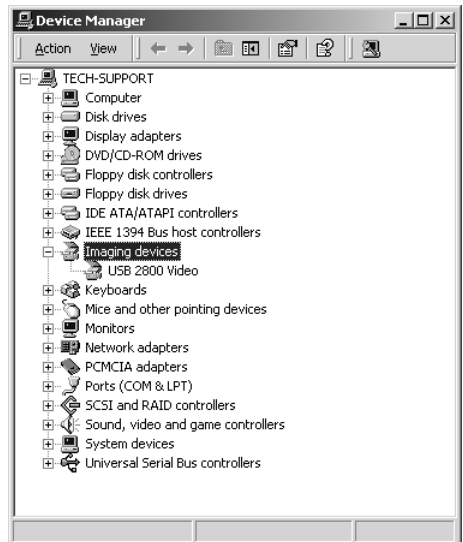 Device Manager
Action View
TECH-SUPPORT
Computer
Disk drives
Display adapters
DVD/CD-ROM drives
Floppy disk controllers
Floppy disk drives
IDE ATA/ATAPI controllers
IEEE 1394 Bus host controllers
Imaging devices
USB 2800 Video
Keyboards
Mice and other pointing devices
Monitors
Network adapters
PCMCIA adapters
Ports (COM & LPT)
SCSI and RAID controllers
Sound, video and game controllers
System devices
Universal Serial Bus controllers